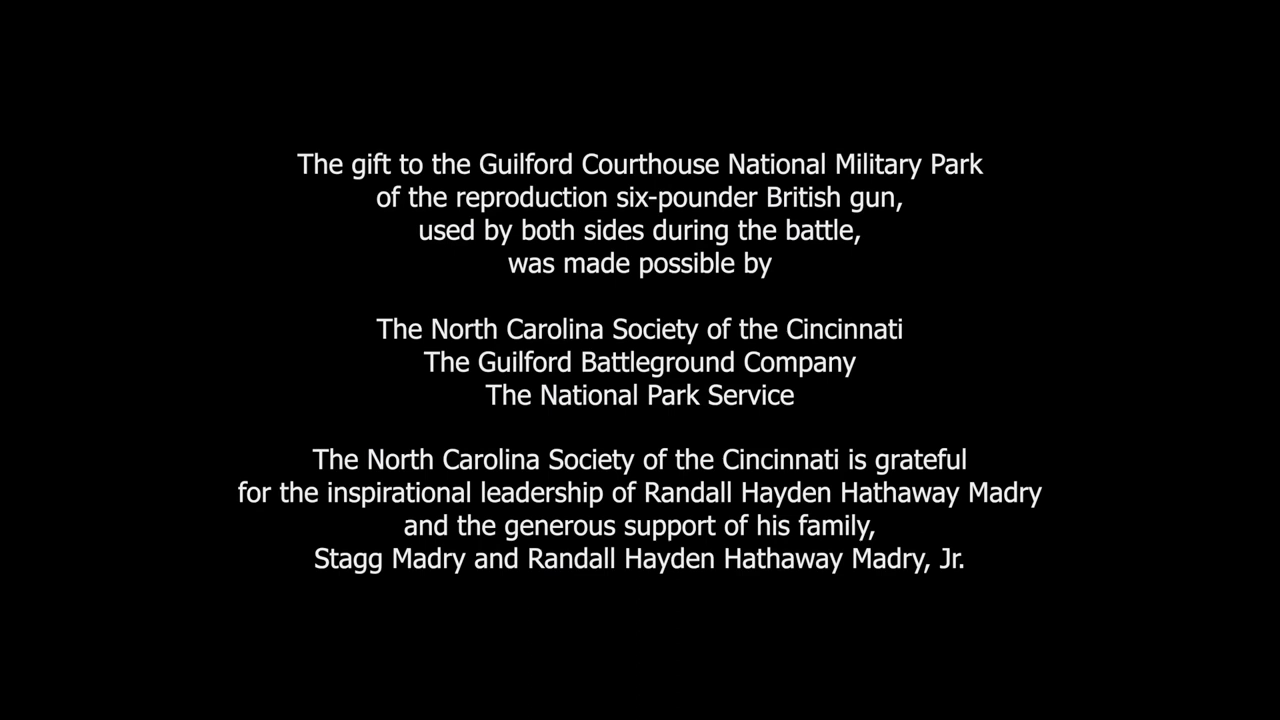 The gift to the Guilford Courthouse National Military Park
of the reproduction six-pounder British gun,
used by both sides during the battle,
was made possible by
The North Carolina Society of the Cincinnati
The Guilford Battleground Company
The National Park Service
The North Carolina Society of the Cincinnati is grateful
for the inspirational leadership of Randall Hayden Hathaway Madry
and the generous support of his family,
Stagg Madry and Randall Hayden Hathaway Madry, Jr.